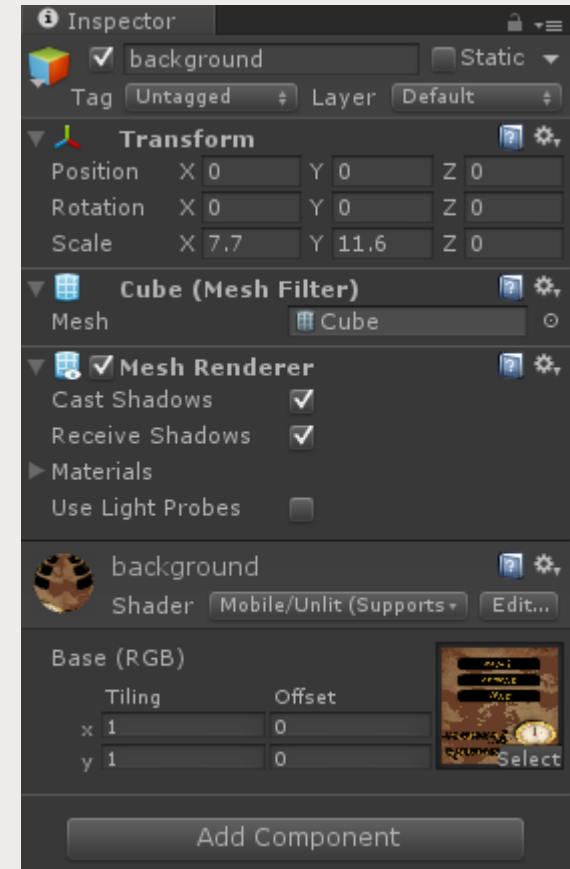 Inspector
background Static
Tag Untagged Layer Default
Transform
Position X 0 Y 0 Z 0
Rotation X 0 Y 0 Z 0
Scale X 7.7 Y 11.6 Z 0
Cube (Mesh Filter)
Mesh Cube
Mesh Renderer
Cast Shadows
Receive Shadows
Materials
Use Light Probes
background
Shader Mobile/Unlit (Supports Edit...
Base (RGB)
Tiling Offset
x 1 0
y 1 0
Select
Add Component